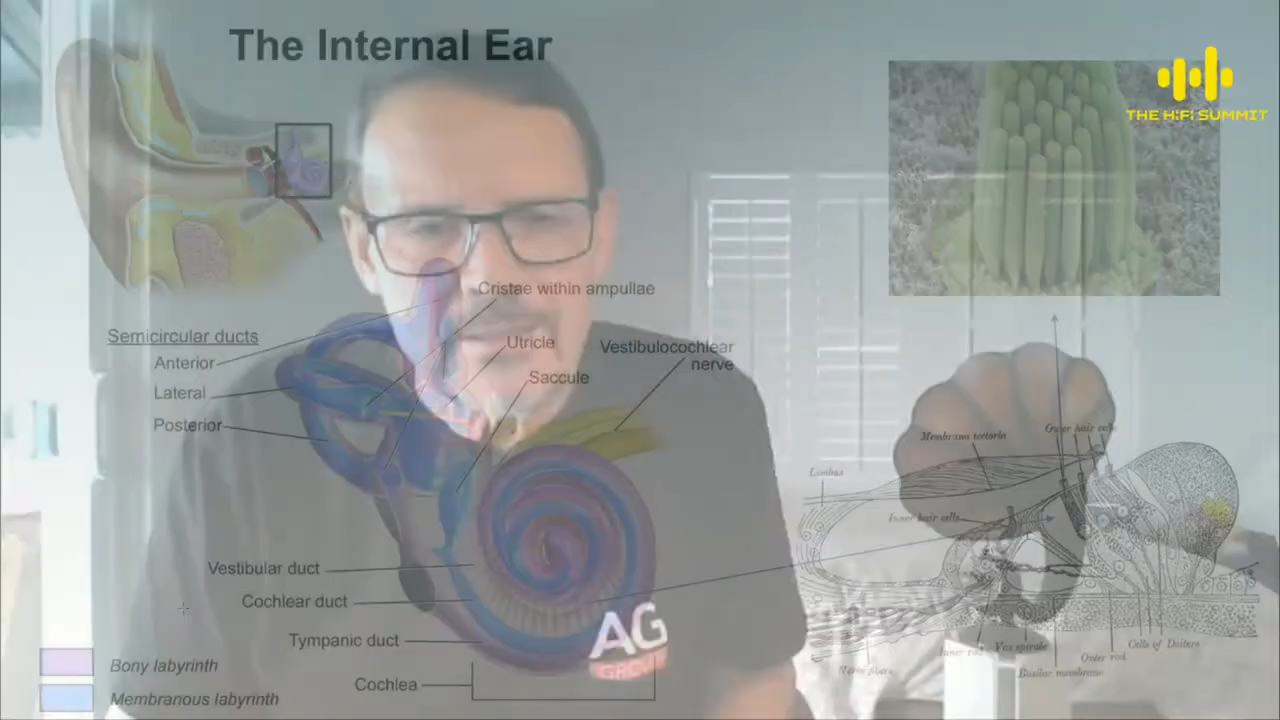 The Internal Ear
THE HIFI SUMMIT
Cristae within ampullae
Semicircular ducts
Utricle
Vestibulocochlear
nerve
Anterior
Saccule
Lateral
Posterior
Membrana tectoria
Outer hair cells
Limbus
Inner hair cells
Vestibular duct
Cochlear duct
AG
GROUP
Tympanic duct
Inner rod
Vas spirale
Cells of Deiters
Outer rod
Nerve fibres
Basilar membrane
Bony labyrinth
Cochlea
Membranous labyrinth